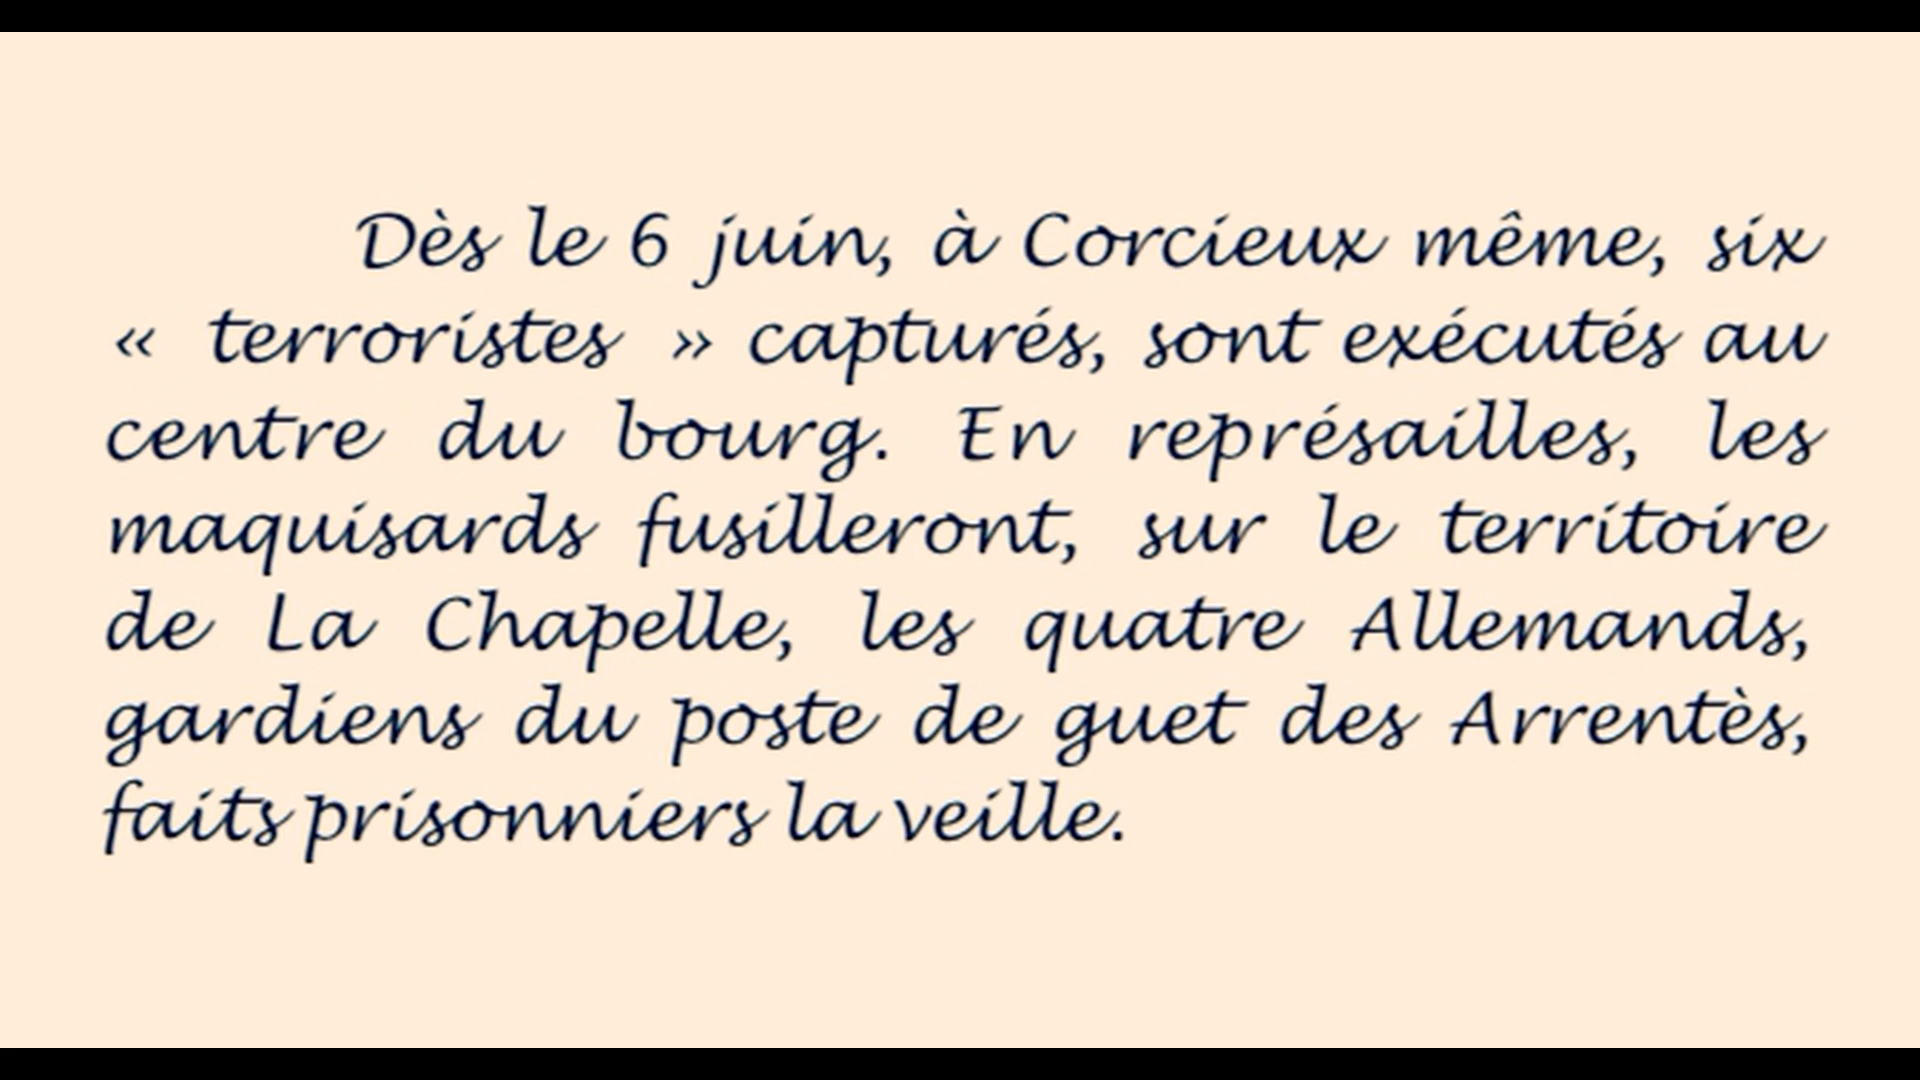 Dès le 6 juin, à Corcieux même, six
« terroristes » capturés, sont exécutés au
centre du bourg. En représailles, les
maquisards fusilleront, sur le territoire
de La Chapelle, les quatre Allemands,
gardiens du poste de guet des Arrentès,
faits prisonniers la veille.